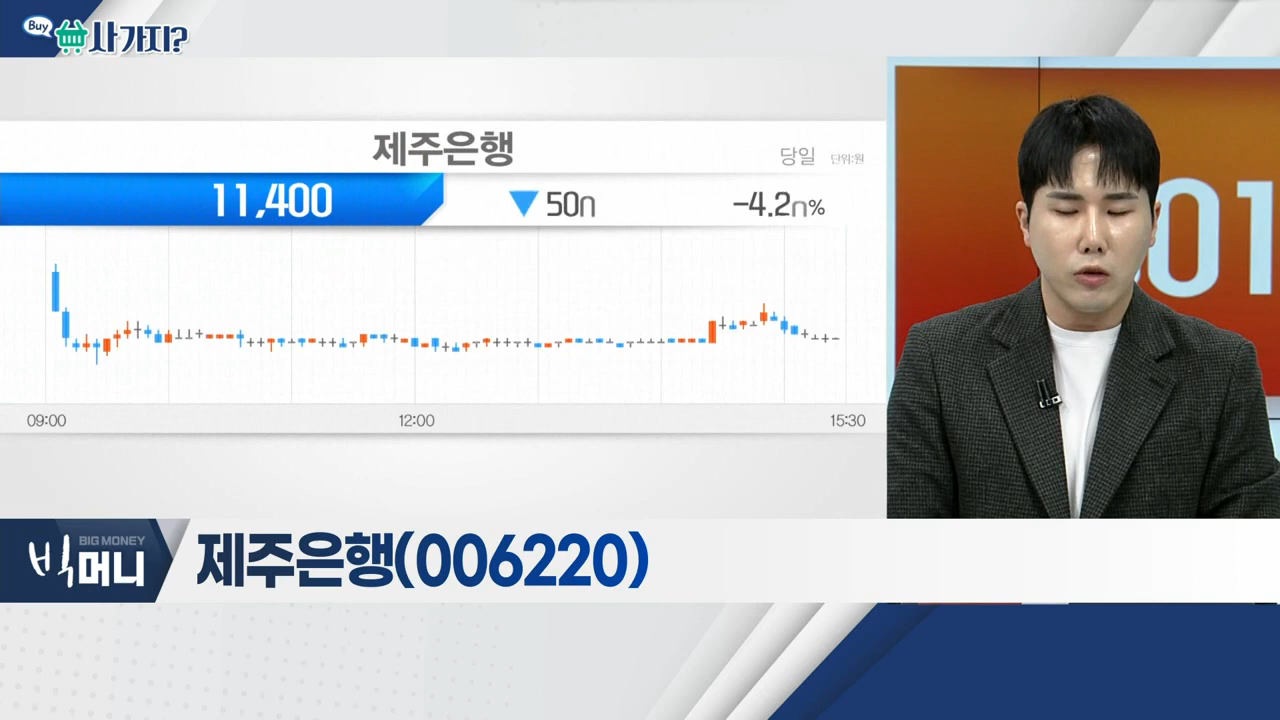 Buy
사 가지?
제주은행
당일 단위:원
11,400
-4.2
%
01
09:00 12:00 15:30
BIG MONEY
빅머니
제주은행(006220)